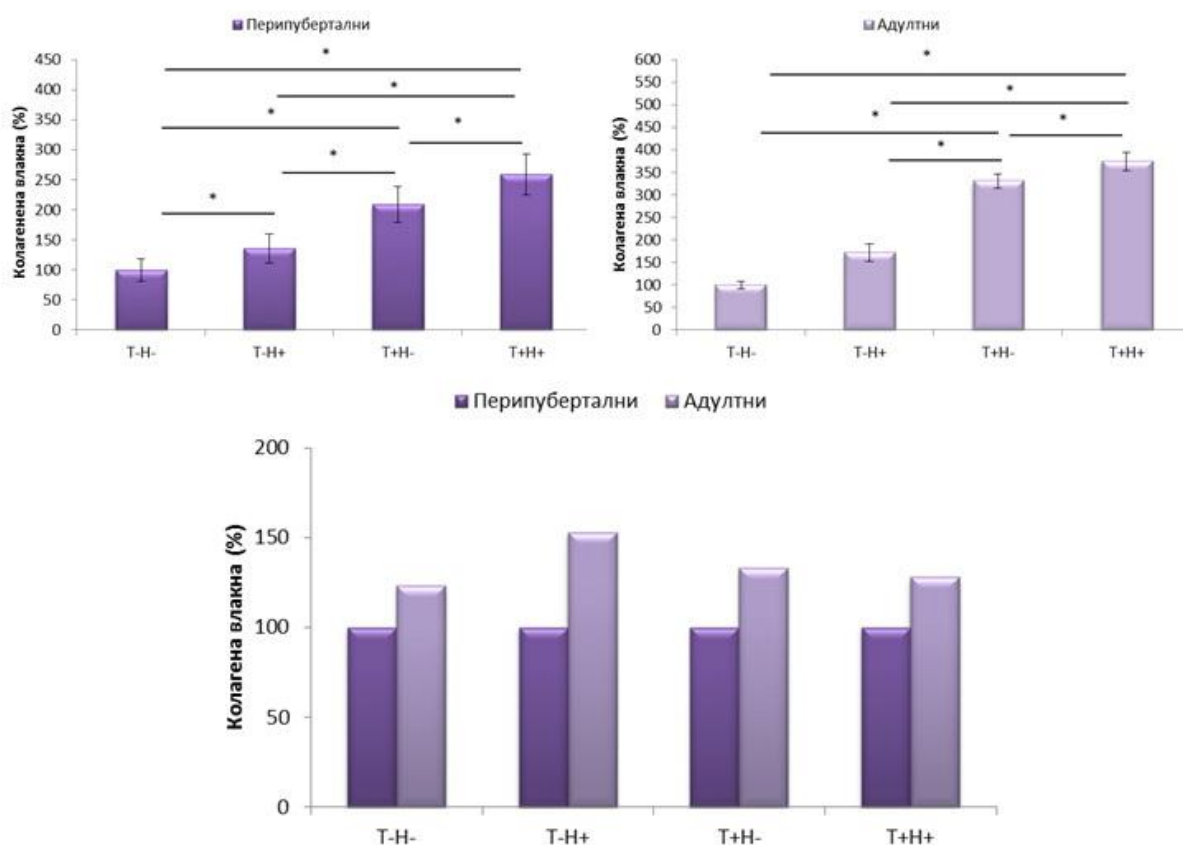 Перипубертални
Колагенена влакна (%)
450
400
350
300
250
200
150
100
50
0
*
*
*
*
*
*
Т-Н-
Т-Н+
Т+Н-
Т+Н+
Адултни
Колагена влакна (%)
600
550
500
450
400
350
300
250
200
150
100
50
0
*
*
*
*
*
Т-Н-
Т-Н+
Т+Н-
Т+Н+
Перипубертални
Адултни
Колагена влакна (%)
200
150
100
50
0
Т-Н-
Т-Н+
Т+Н-
Т+Н+